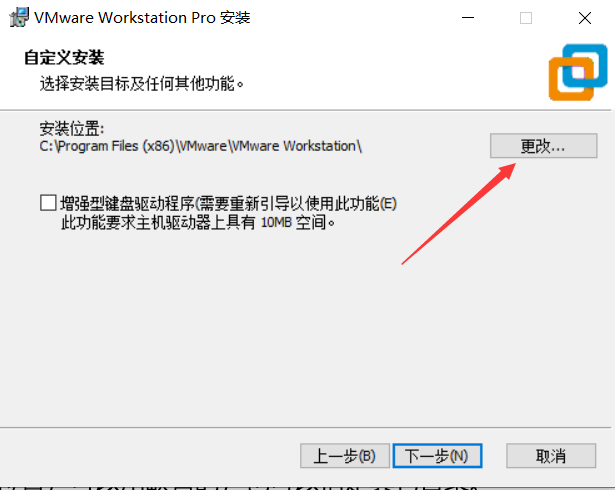 VMware Workstation Pro 安装
自定义安装
选择安装目标及任何其他功能。
安装位置:
C:\Program Files (x86)\VMware\VMware Workstation\
更改...
增强型键盘驱动程序(需要重新引导以使用此功能(E)
此功能要求主机驱动器上具有 10MB 空间。
上一步(B)
下一步(N)
取消